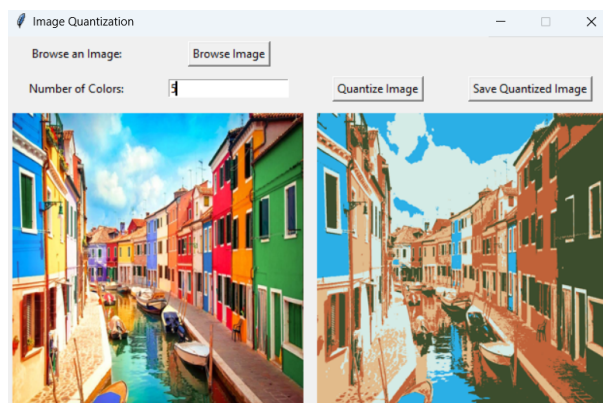 Image Quantization
Browse an Image: Browse Image
Number of Colors: 5 Quantize Image Save Quantized Image